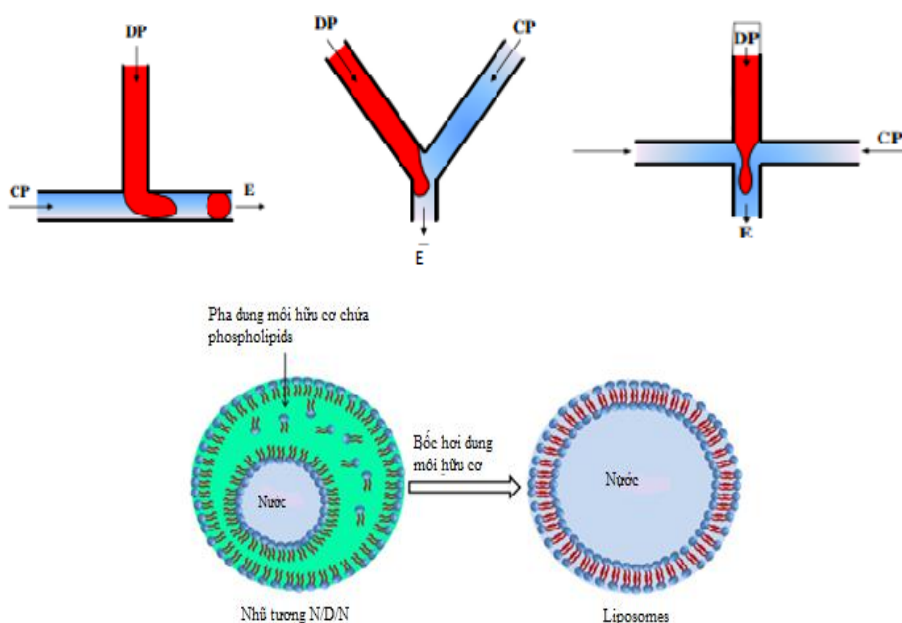 DP
CP
E
DP
CP
E
DP
CP
E
Pha dung môi hữu cơ chứa
phospholipids
Nước
Bốc hơi dung
môi hữu cơ
Nước
Nhũ tương N/D/N
Liposomes